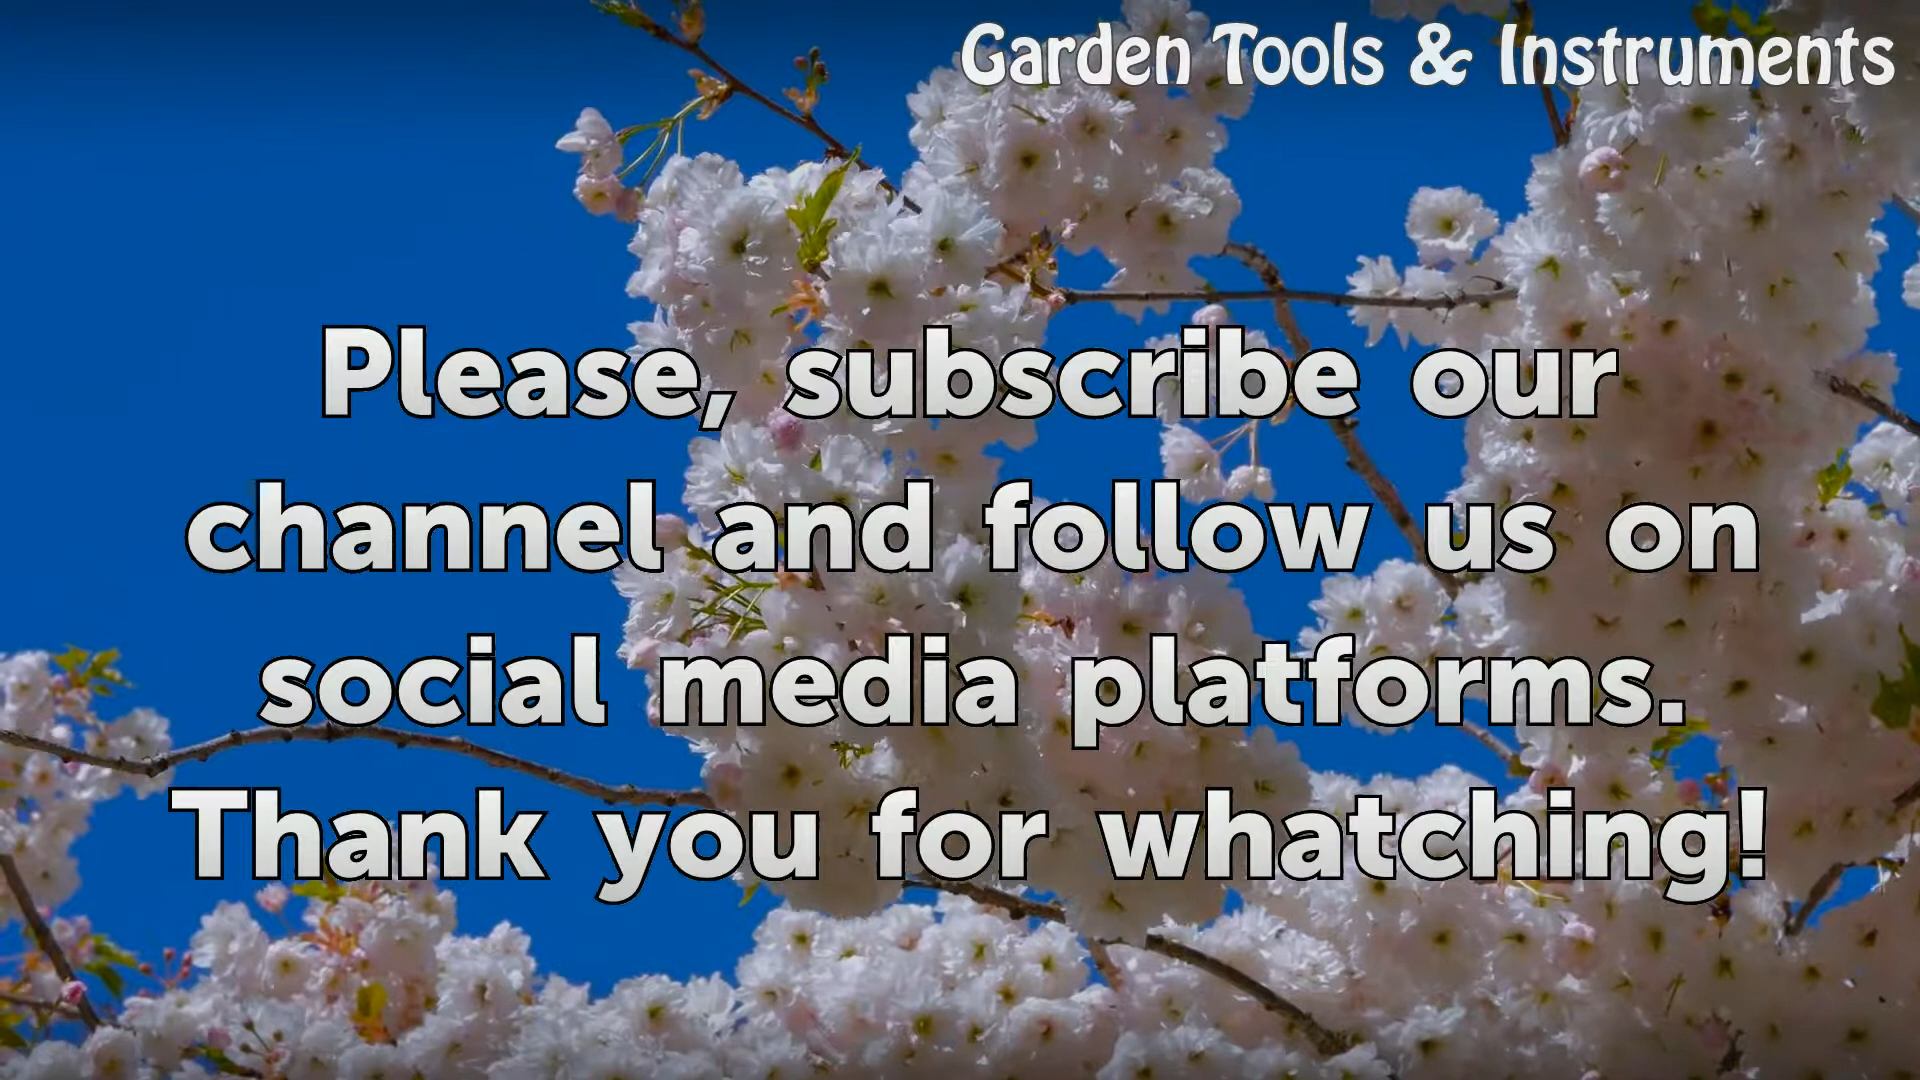 Garden Tools & Instruments
Please, subscribe our
channel and follow us on
social media platforms.
Thank you for whatching!